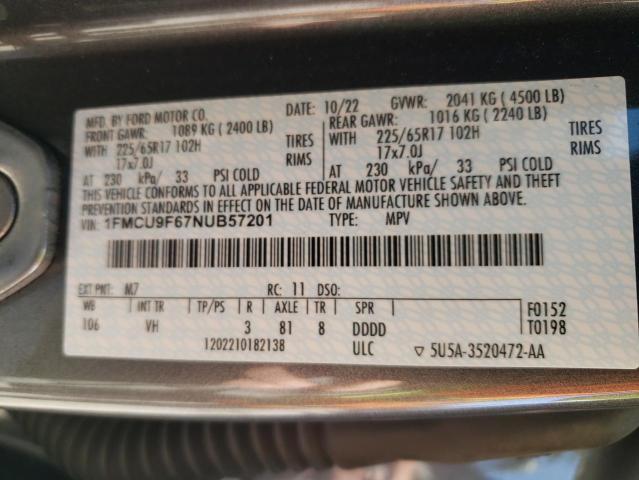 MFD. BY FORD MOTOR CO. DATE: 10/22 GVWR: 2041 KG ( 4500 LB)
FRONT GAWR: 1089 KG ( 2400 LB) REAR GAWR: 1016 KG ( 2240 LB)
WITH 225/65R17 102H TIRES WITH 225/65R17 102H TIRES
17x7.0J RIMS 17x7.0J RIMS
AT 230 kPa/ 33 PSI COLD AT 230 kPa/ 33 PSI COLD
THIS VEHICLE CONFORMS TO ALL APPLICABLE FEDERAL MOTOR VEHICLE SAFETY AND THEFT
PREVENTION STANDARDS IN EFFECT ON THE DATE OF MANUFACTURE SHOWN ABOVE.
1FMCU9F67NUB57201 TYPE: MPV
EXT PNT: M7 RC: 11 DSO:
WB INT TR TP/PS R AXLE TR SPR F0152
106 VH 3 81 8 DDDD T0198
120221018213​8 ULC ▽ 5U5A-3520472-AA